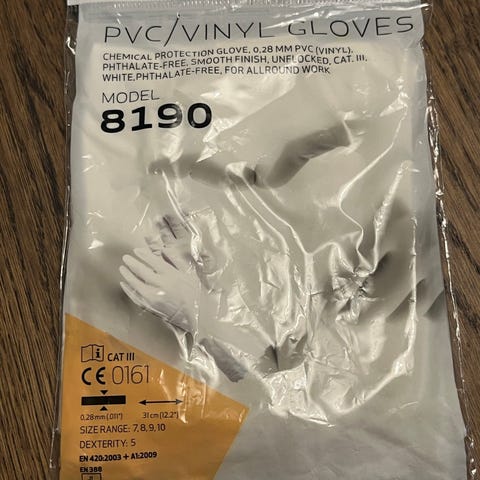 PVC/VINYL GLOVES
CHEMICAL PROTECTION GLOVE, 0,28 MM PVC (VINYL),
PHTHALATE-FREE, SMOOTH FINISH, UNFLOCKED, CAT. III,
WHITE,PHTHALATE-FREE, FOR ALLROUND WORK
MODEL
8190
i CAT III
CE 0161
0,28 mm (.011") 31 cm (12.2")
SIZE RANGE: 7, 8, 9, 10
DEXTERITY: 5
EN 420:2003 + A1:2009
EN 388